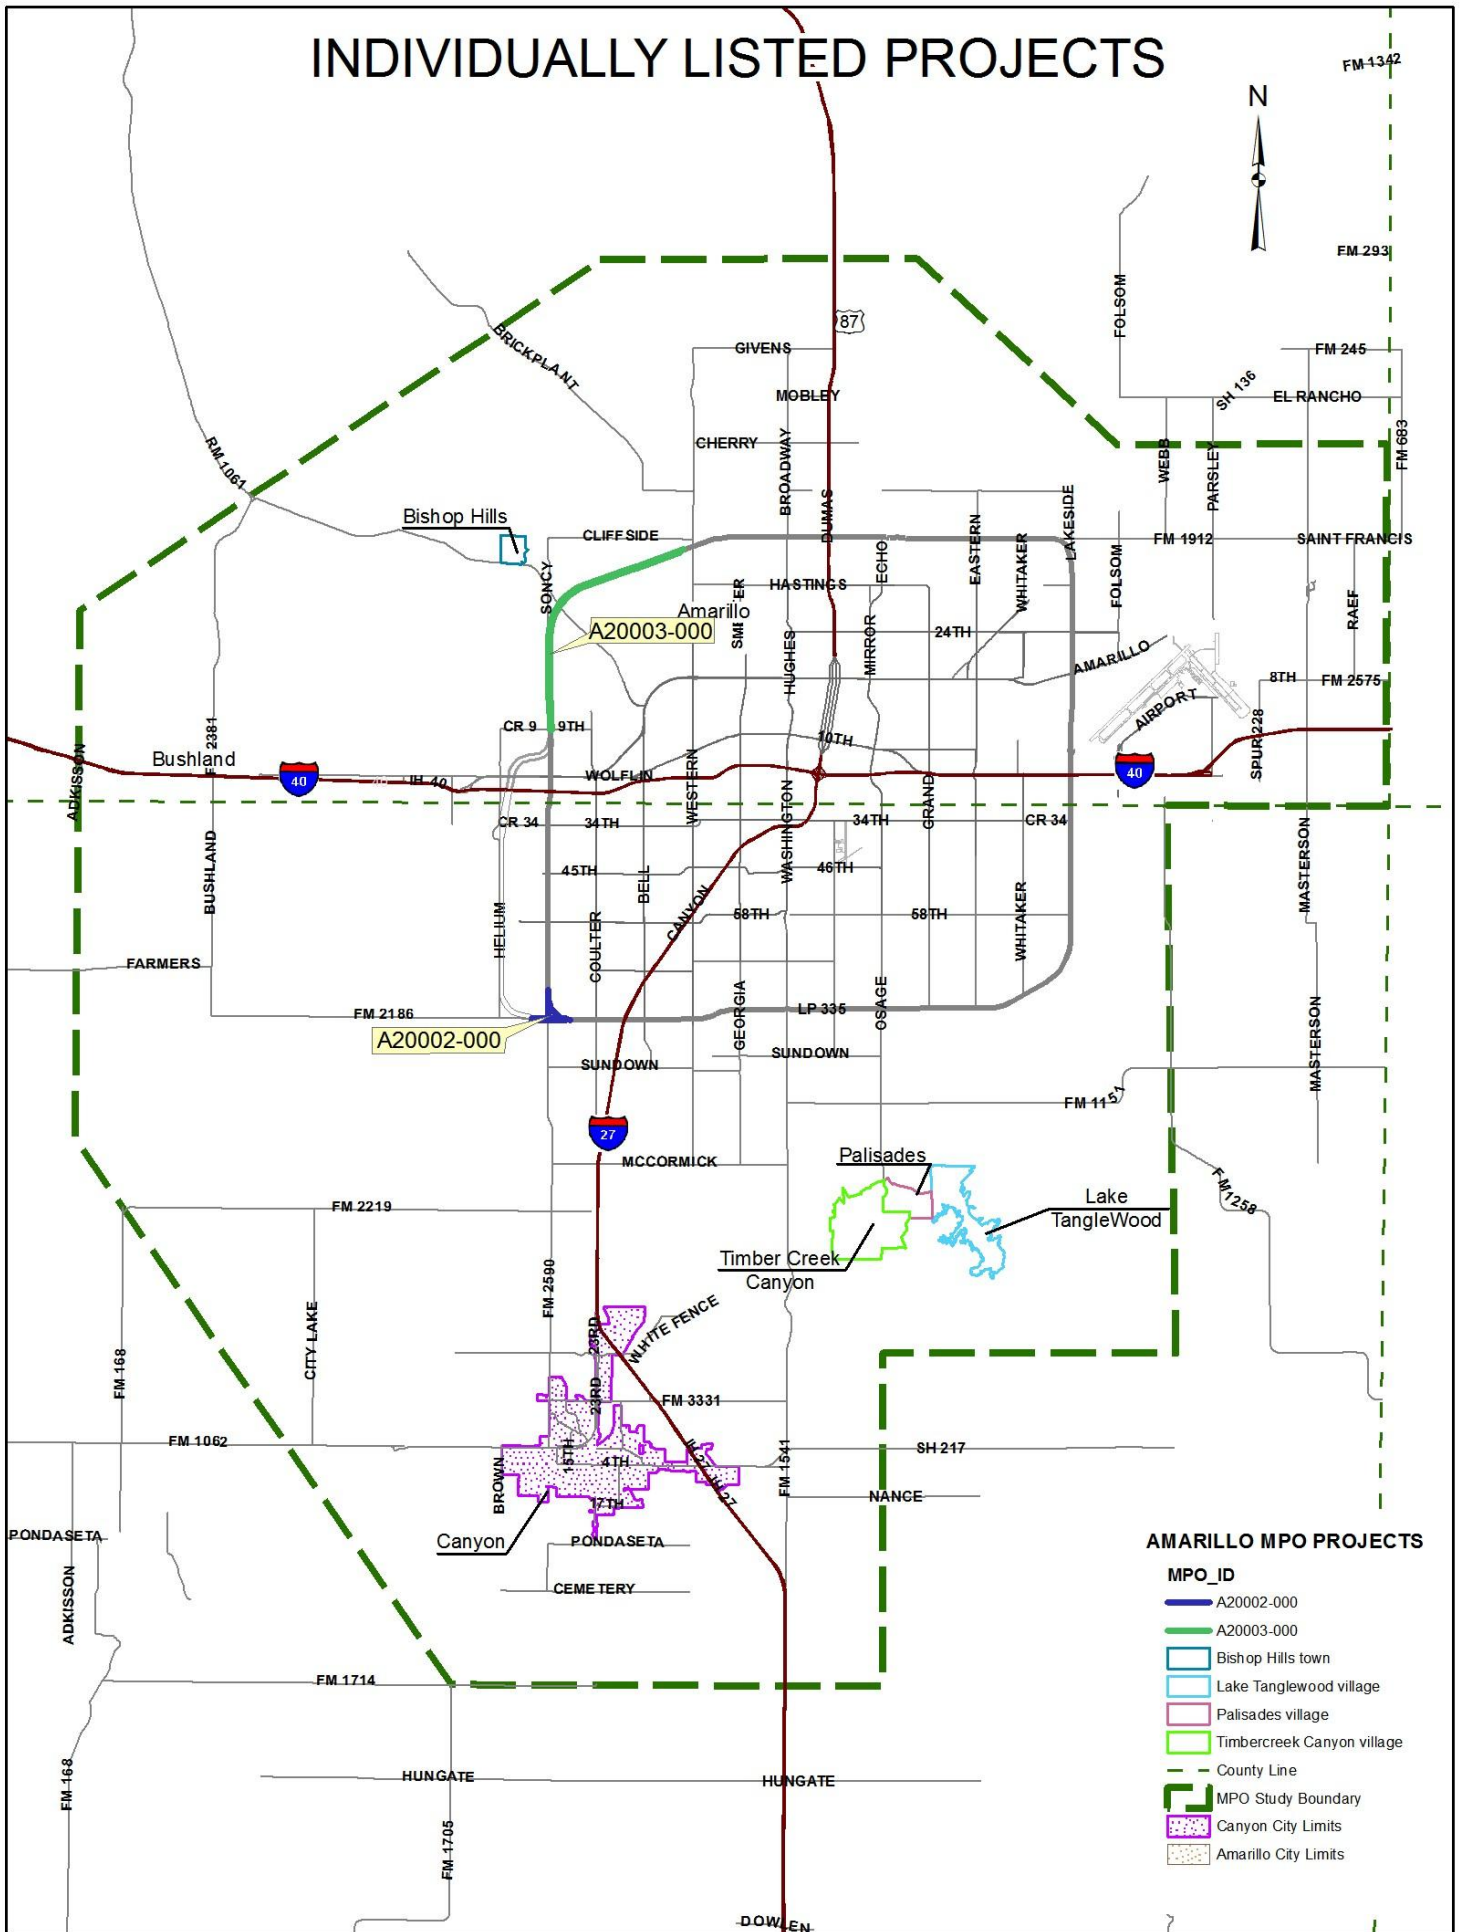 INDIVIDUALLY LISTED PROJECTS
FM 1342
N
FM 293
FOLSOM
87
GIVENS
FM 245
BRICKPLANT
MOBLEY
SH 136
EL RANCHO
CHERRY
BROADWAY
WEBB
PARSLEY
FM 683
RM 1061
DUMAS
LAKESIDE
Bishop Hills
CLIFFSIDE
ECHO
EASTERN
WHITAKER
FM 1912
SAINT FRANCIS
SONCY
HASTINGS
FOLSOM
Amarillo
RAEF
A20003-000
HUGHES
MIRROR
24TH
AMARILLO
8TH
FM 2575
AIRPORT
CR 9
9TH
10TH
SPUR 228
Bushland
ADKISSON
40
IH 40
WOLFLIN
WESTERN
40
GRAND
CR 34
34TH
WASHINGTON
34TH
CR 34
BUSHLAND
45TH
BELL
46TH
MASTERSON
HELIUM
COULTER
CANYON
58TH
58TH
WHITAKER
FARMERS
FM 2186
GEORGIA
LP 335
OSAGE
MASTERSON
A20002-000
SUNDOWN
SUNDOWN
FM 1151
27
MCCORMICK
Palisades
FM 1258
Lake
TangleWood
FM 2219
Timber Creek
Canyon
FM 2590
CITY LAKE
23RD
WHITE FENCE
FM 168
23RD
FM 3331
FM 1062
15TH
4TH
IH 27
IH 27
FM 1541
SH 217
BROWN
17TH
NANCE
PONDASETA
Canyon
PONDASETA
ADKISSON
CEMETERY
FM 1714
FM 168
HUNGATE
HUNGATE
FM 1705
DOWLEN
AMARILLO MPO PROJECTS
MPO_ID
A20002-000
A20003-000
Bishop Hills town
Lake Tanglewood village
Palisades village
Timbercreek Canyon village
County Line
MPO Study Boundary
Canyon City Limits
Amarillo City Limits